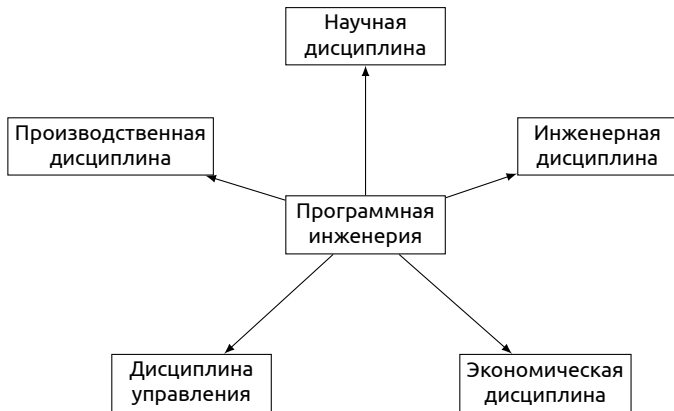 Научная
дисциплина
Производственная
дисциплина
Инженерная
дисциплина
Программная
инженерия
Дисциплина
управления
Экономическая
дисциплина